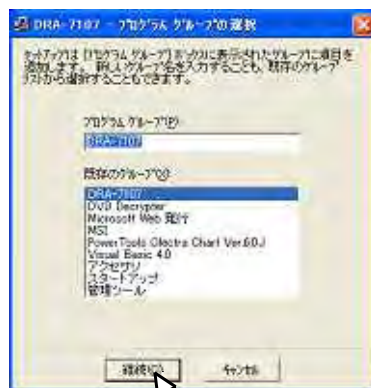 DRA-7107 - プログラム グループの選択
セットアップは [プログラム グループ] ボックスに表示されたグループに項目を
追加します。 新しいグループ名を入力することも、既存のグループ
リストから選択することもできます。
プログラム グループ(P)
DRA-7107
既存のグループ(X)
DRA-7107
DVD Decrypter
Microsoft Web 発行
MSI
PowerTools Olectra Chart Ver.6.0J
Visual Basic 4.0
アクセサリ
スタートアップ
管理ツール
継続(C)
キャンセル